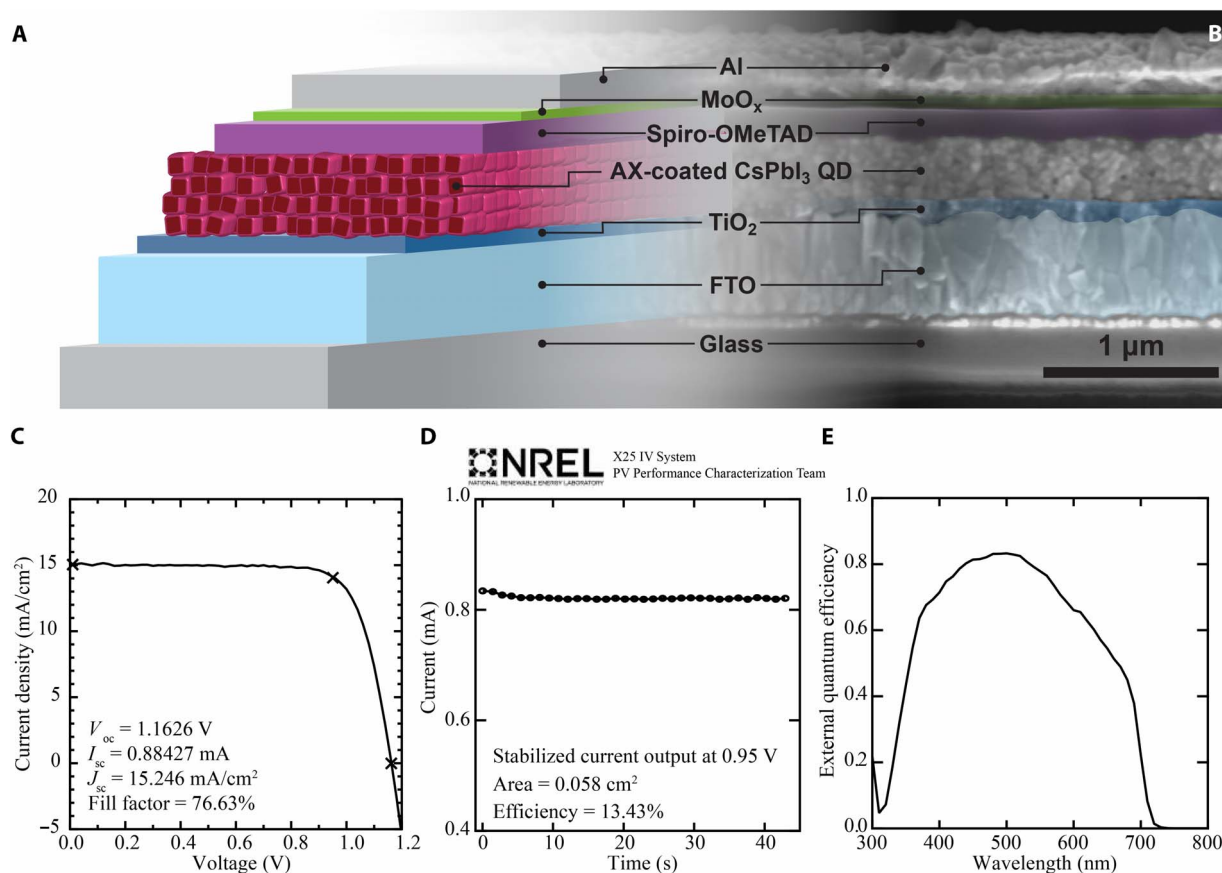 A
B
Al
MoOx
Spiro-OMeTAD
AX-coated CsPbI3 QD
TiO2
FTO
Glass
1 µm
C
D
E
NREL
NATIONAL RENEWABLE ENERGY LABORATORY
X25 IV System
PV Performance Characterization Team
Current density (mA/cm2)
20
15
10
5
0
−5
Voc = 1.1626 V
Isc = 0.88427 mA
Jsc = 15.246 mA/cm2
Fill factor = 76.63%
0.0 0.2 0.4 0.6 0.8 1.0 1.2
Voltage (V)
Current (mA)
1.0
0.8
0.6
0.4
Stabilized current output at 0.95 V
Area = 0.058 cm2
Efficiency = 13.43%
0 10 20 30 40
Time (s)
External quantum efficiency
1.0
0.8
0.6
0.4
0.2
0.0
300 400 500 600 700 800
Wavelength (nm)